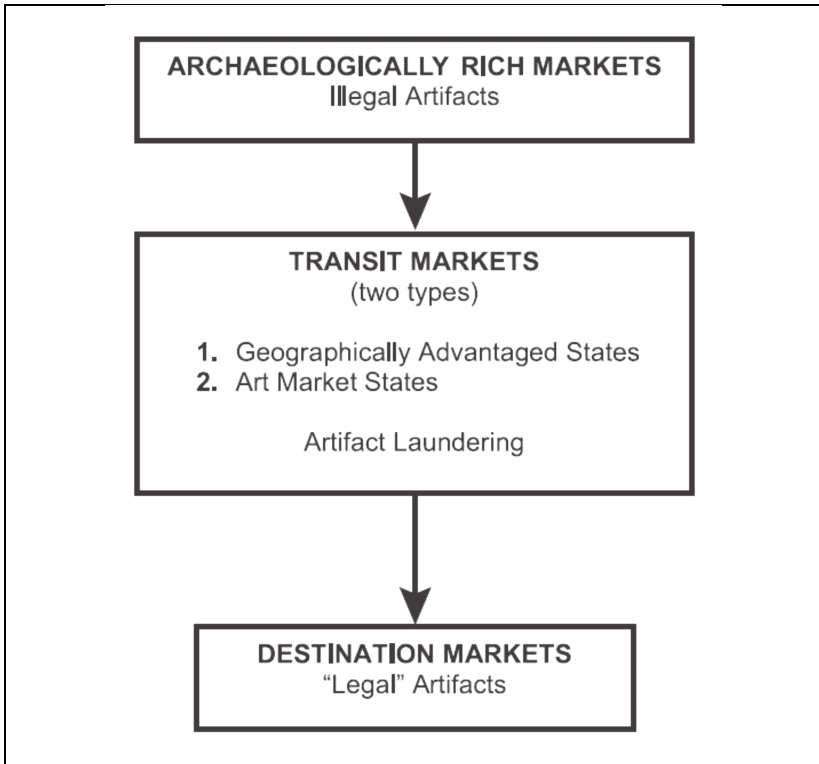 ARCHAEOLOGICALLY RICH MARKETS
Illegal Artifacts
TRANSIT MARKETS
(two types)
1. Geographically Advantaged States
2. Art Market States
Artifact Laundering
DESTINATION MARKETS
“Legal” Artifacts